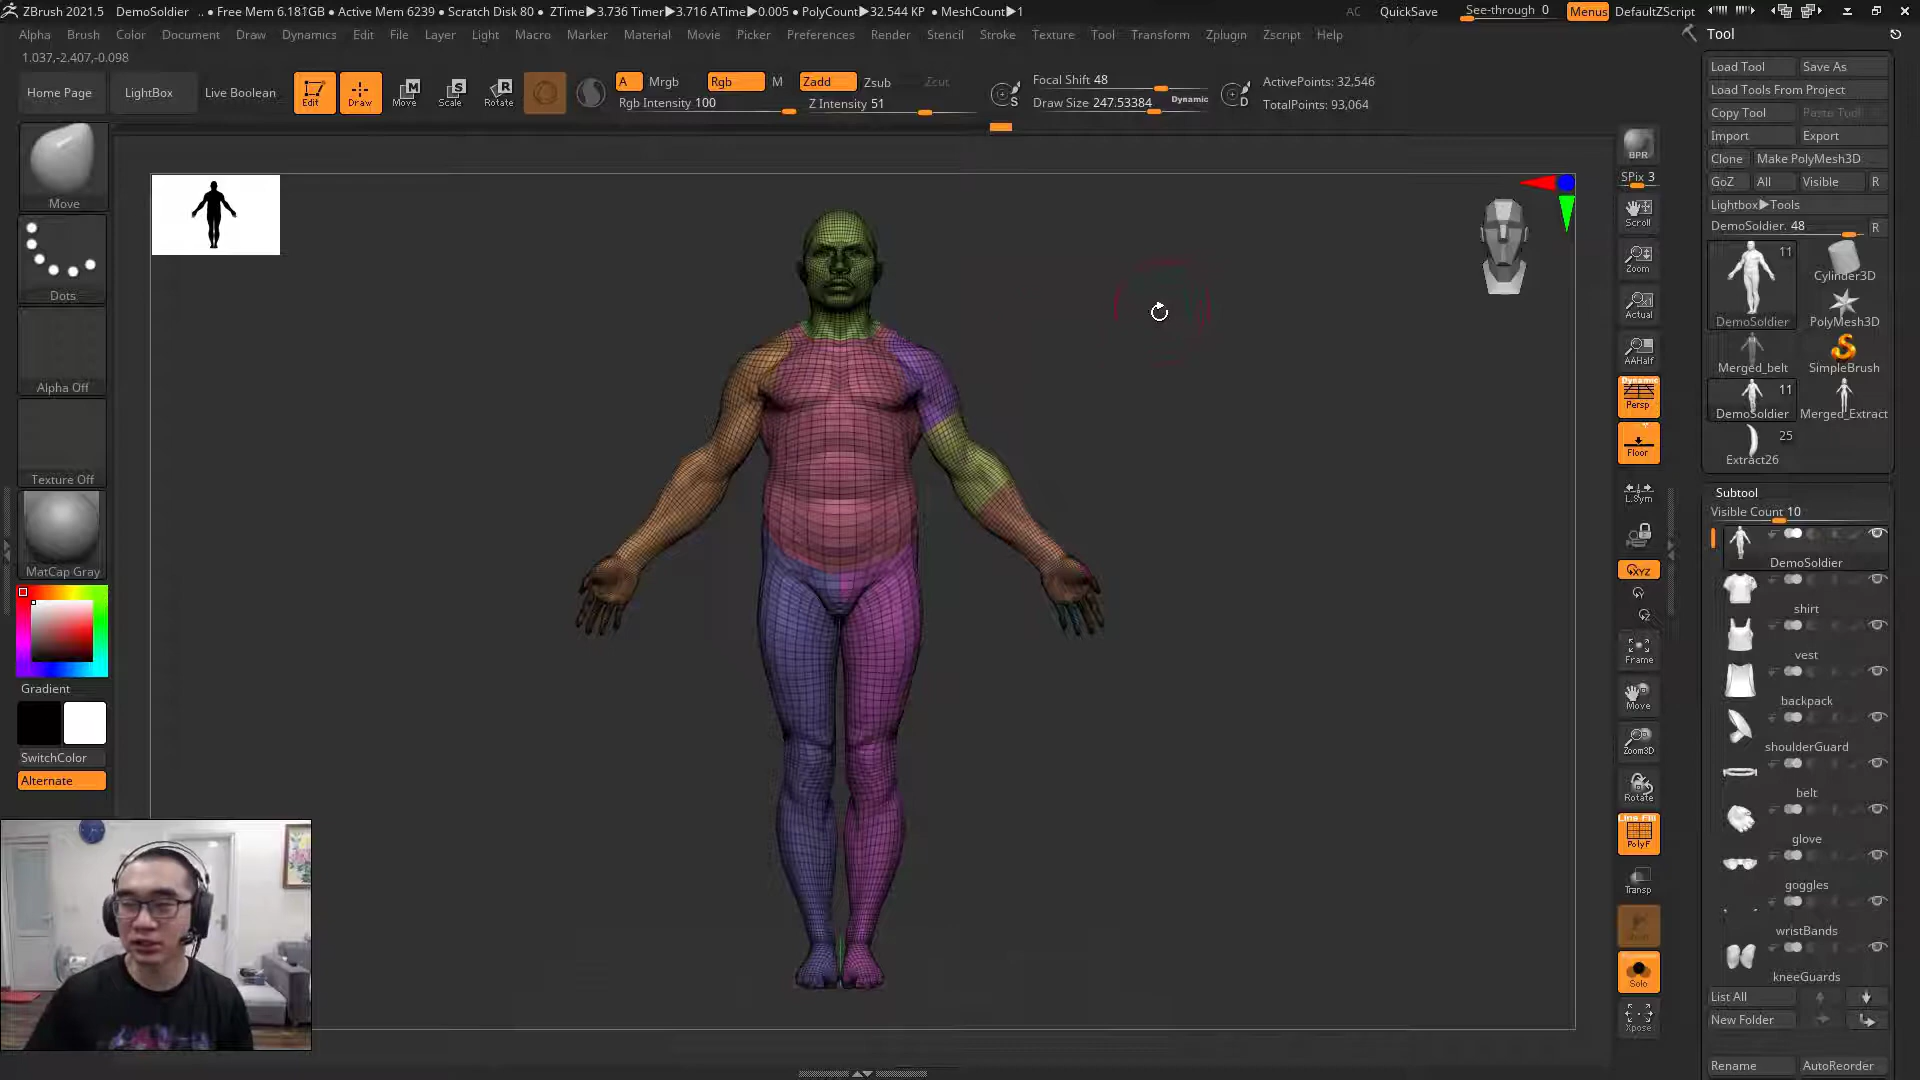 ZBrush 2021.5 DemoSoldier .. • Free Mem 6.181GB • Active Mem 6239 • Scratch Disk 80 • ZTime▶3.736 Timer▶3.716 ATime▶0.005 • PolyCount▶32.544 KP • MeshCount▶1 AC QuickSave See-through 0 Menus DefaultZScript
Alpha Brush Color Document Draw Dynamics Edit File Layer Light Macro Marker Material Movie Picker Preferences Render Stencil Stroke Texture Tool Transform Zplugin Zscript Help
1.037,-2.407,-0.098
Home Page LightBox Live Boolean Edit Draw Move Scale Rotate
A Mrgb Rgb M Zadd Zsub Zcut
Rgb Intensity 100 Z Intensity 51
Focal Shift 48
Draw Size 247.53384 Dynamic
ActivePoints: 32,546
TotalPoints: 93,064
Move
Dots
Alpha Off
Texture Off
MatCap Gray
Gradient
SwitchColor
Alternate
BPR
SPix 3
Scroll
Zoom
Actual
AAHalf
Dynamic
Persp
Floor
L.Sym
XYZ
Frame
Move
Zoom3D
Rotate
Line Fill
PolyF
Transp
Solo
Xpose
Tool
Load Tool Save As
Load Tools From Project
Copy Tool Paste Tool
Import Export
Clone Make PolyMesh3D
GoZ All Visible R
Lightbox▶Tools
DemoSoldier. 48 R
11
Cylinder3D
DemoSoldier PolyMesh3D
Merged_belt SimpleBrush
11
DemoSoldier Merged_Extract
25
Extract26
Subtool
Visible Count 10
DemoSoldier
shirt
vest
backpack
shoulderGuard
belt
glove
goggles
wristBands
kneeGuards
List All
New Folder
Rename AutoReorder